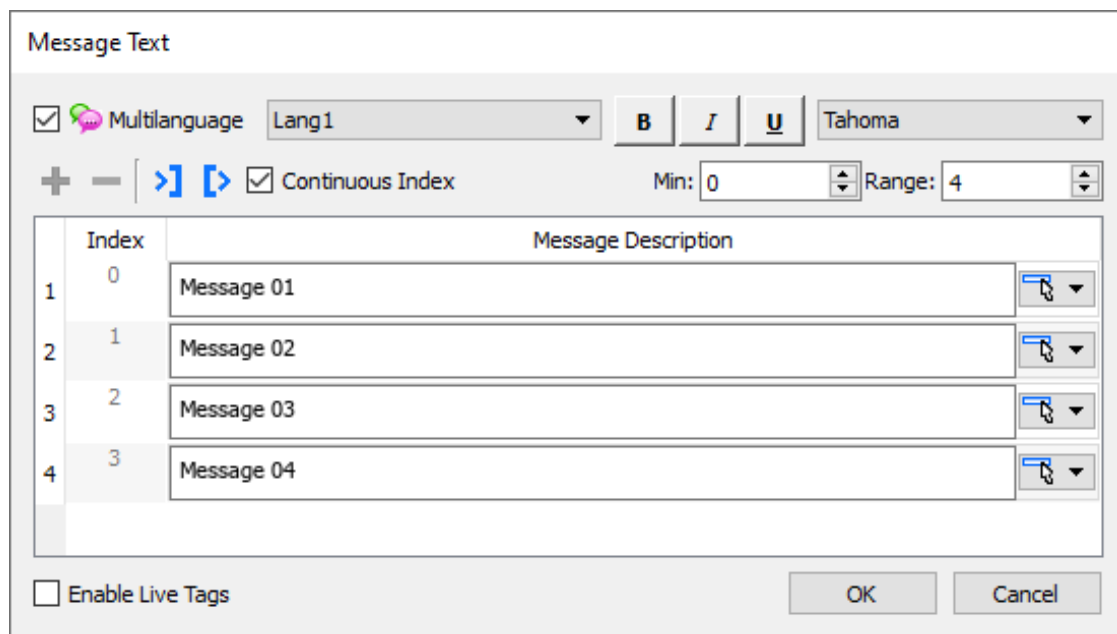 Message Text
Multilanguage Lang1 B I U Tahoma
Continuous Index Min: 0 Range: 4
Index Message Description
1 0 Message 01
2 1 Message 02
3 2 Message 03
4 3 Message 04
Enable Live Tags OK Cancel